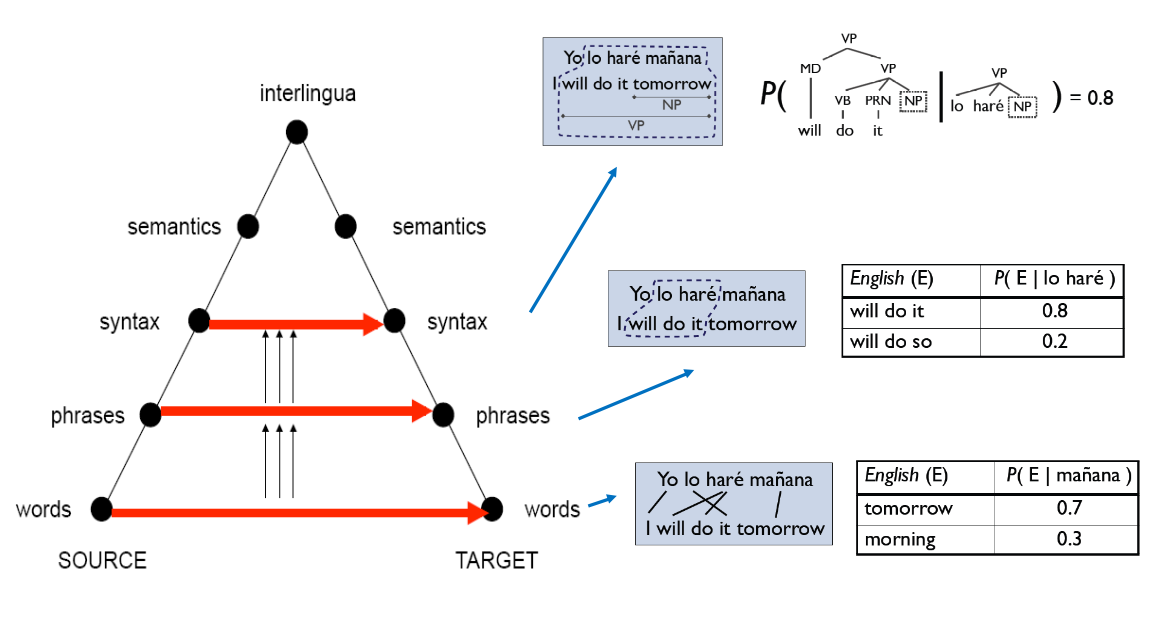 interlingua
semantics
semantics
syntax
syntax
phrases
phrases
words
words
SOURCE
TARGET
Yo lo haré mañana
I will do it tomorrow
NP
VP
P( | ) = 0.8
VP
MD
VP
VB PRN NP
will do it
VP
lo haré NP
Yo lo haré mañana
I will do it tomorrow
English (E) P( E | lo haré )
will do it 0.8
will do so 0.2
Yo lo haré mañana
I will do it tomorrow
English (E) P( E | mañana )
tomorrow 0.7
morning 0.3